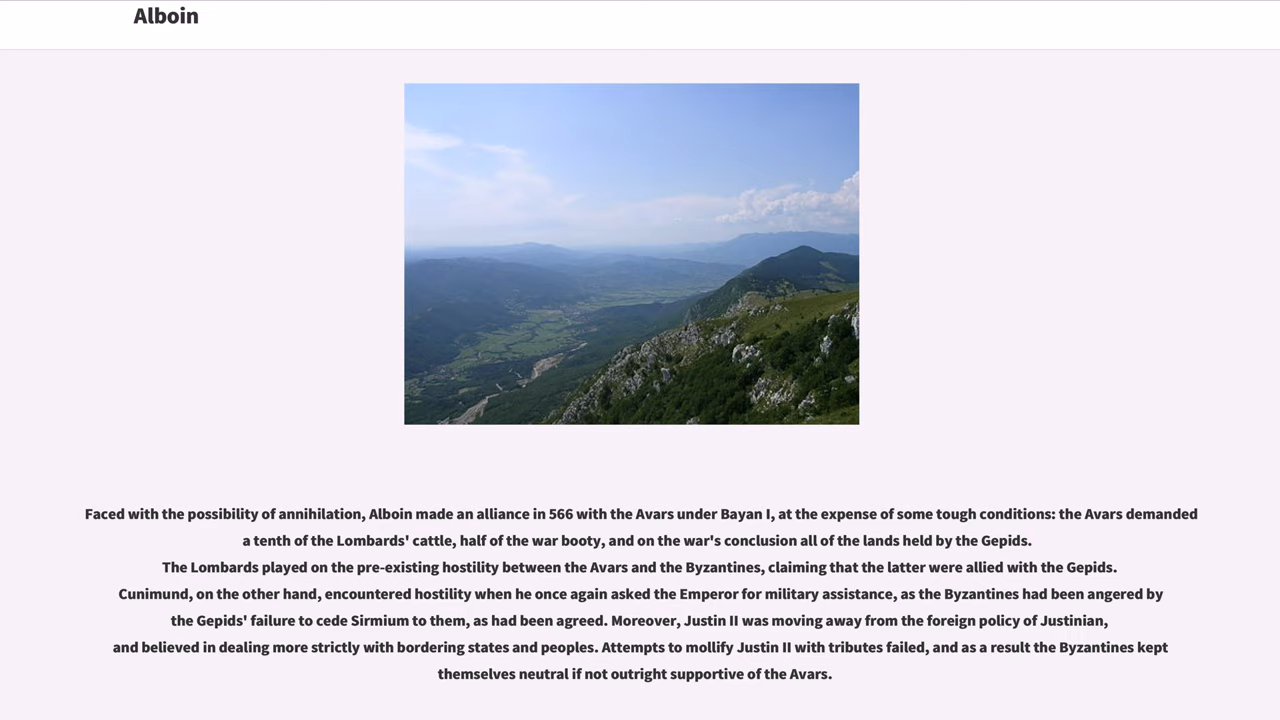 Alboin
Faced with the possibility of annihilation, Alboin made an alliance in 566 with the Avars under Bayan I, at the expense of some tough conditions: the Avars demanded
a tenth of the Lombards' cattle, half of the war booty, and on the war's conclusion all of the lands held by the Gepids.
The Lombards played on the pre-existing hostility between the Avars and the Byzantines, claiming that the latter were allied with the Gepids.
Cunimund, on the other hand, encountered hostility when he once again asked the Emperor for military assistance, as the Byzantines had been angered by
the Gepids' failure to cede Sirmium to them, as had been agreed. Moreover, Justin II was moving away from the foreign policy of Justinian,
and believed in dealing more strictly with bordering states and peoples. Attempts to mollify Justin II with tributes failed, and as a result the Byzantines kept
themselves neutral if not outright supportive of the Avars.